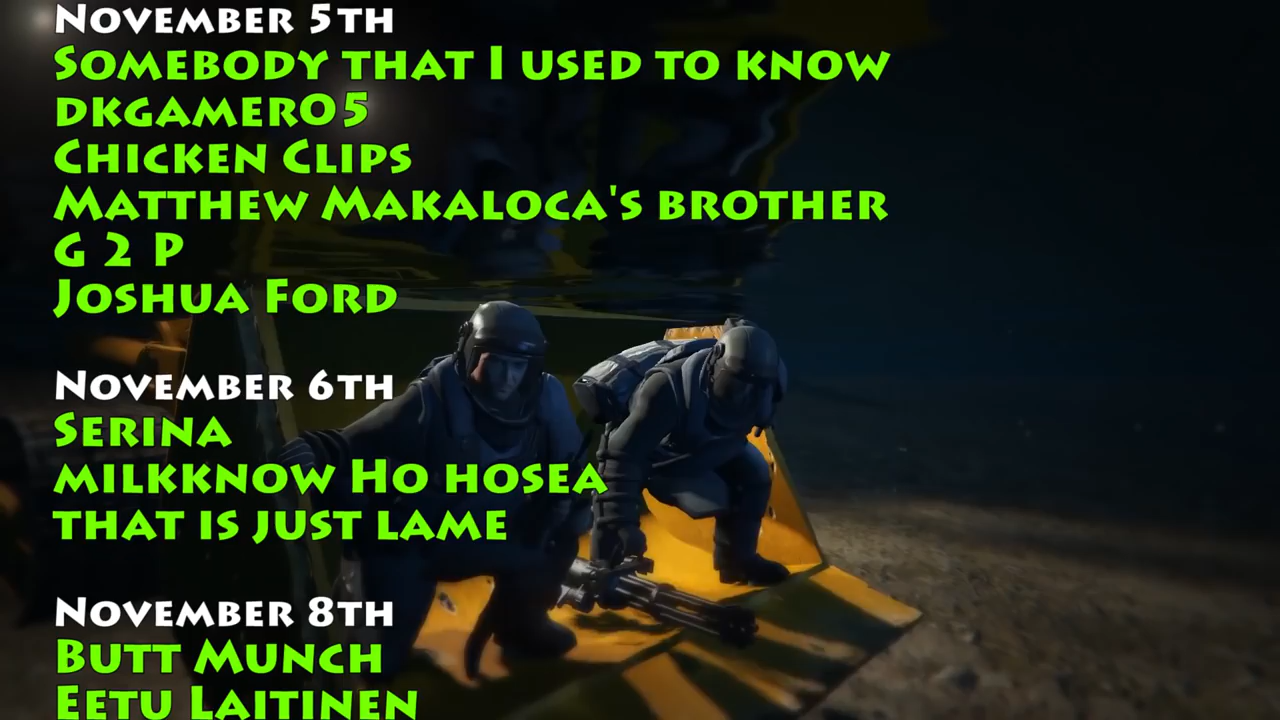 November 5th
Somebody that I used to know
dkgamer05
Chicken Clips
Matthew Makaloca's brother
G 2 P
Joshua Ford
November 6th
Serina
milkknow Ho hosea
that is just lame
November 8th
Butt Munch
Eetu Laitinen